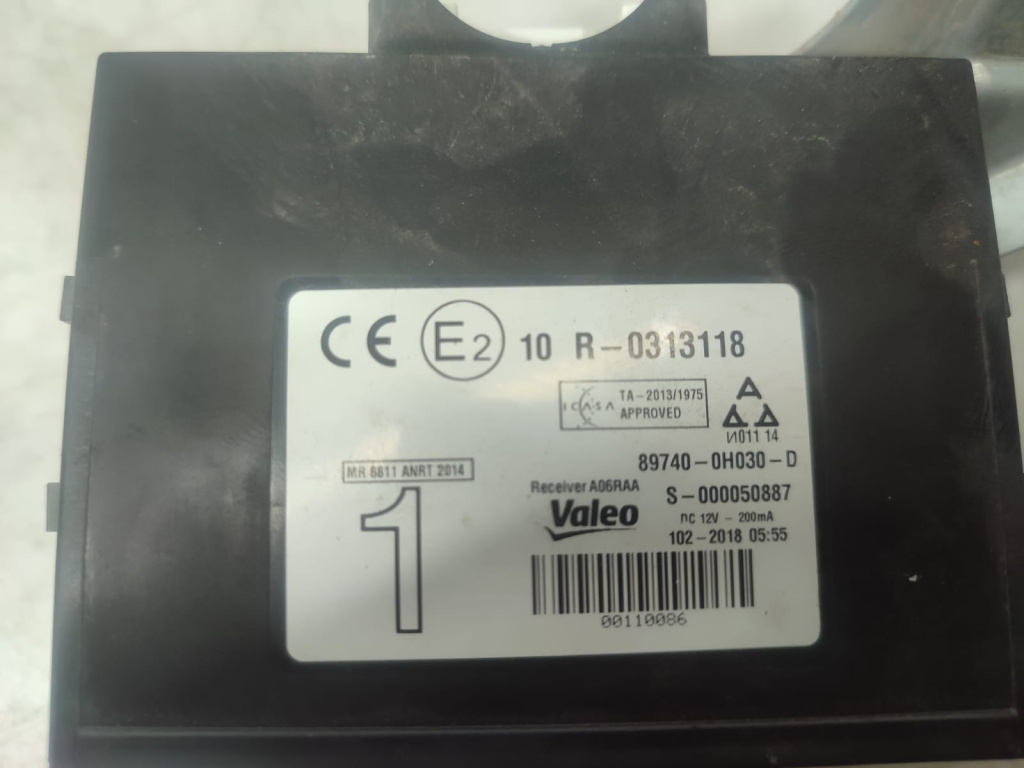 CE E2 10 R-0313118
ICASA TA-2013/1975
APPROVED
И011 14
MR 8811 ANRT 2014
89740-0H030-D
1
Receiver A06RAA
S-000050887
Valeo
DC 12V - 200mA
102-2018 05:55
00110086